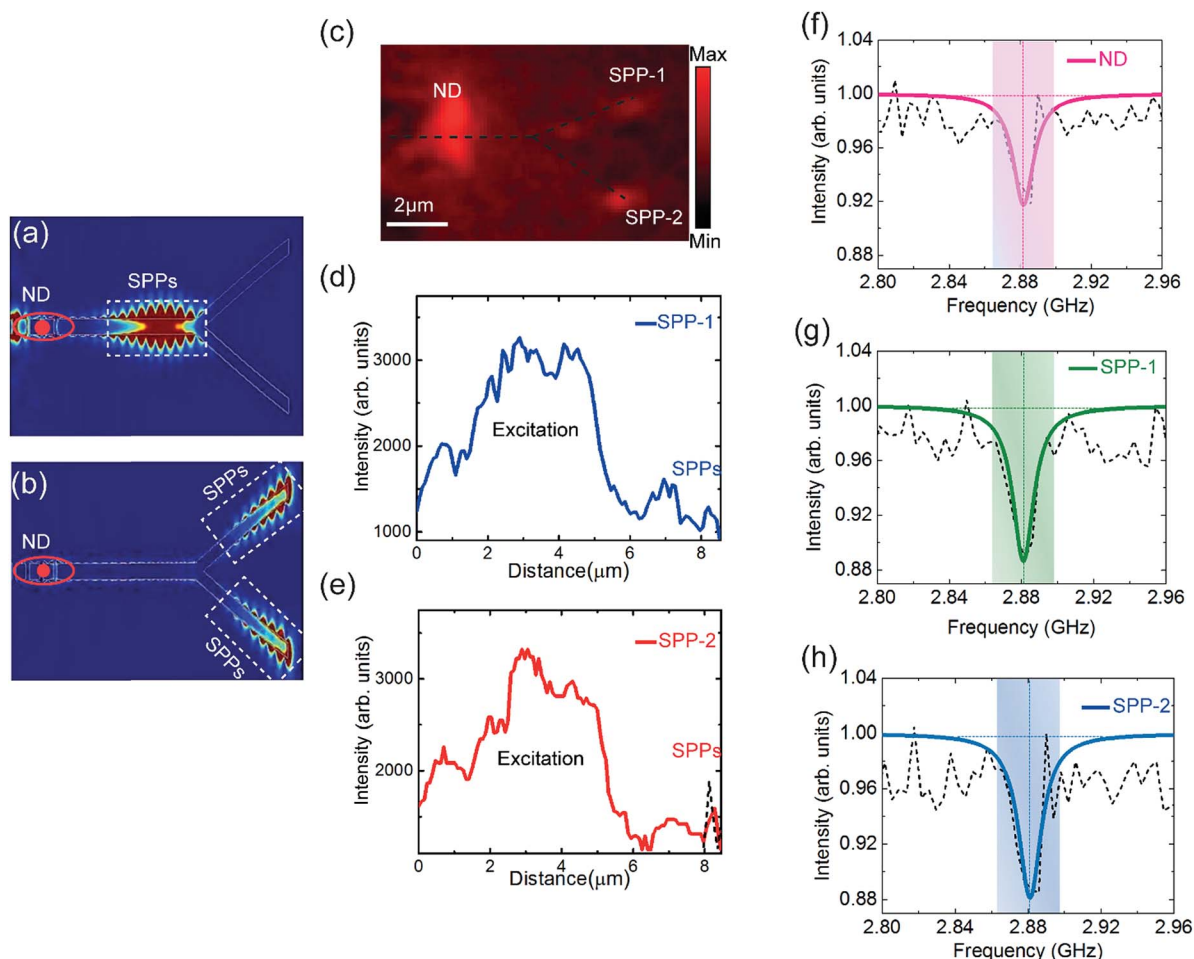 (a)
ND
SPPs
(b)
ND
SPPs
SPPs
(c)
ND
SPP-1
SPP-2
2μm
Max
Min
(d)
SPP-1
Excitation
SPPs
Intensity (arb. units)
3000
2000
1000
0
2
4
6
8
Distance(μm)
(e)
SPP-2
Excitation
SPPs
Intensity (arb. units)
3000
2000
0
2
4
6
8
Distance(μm)
(f)
ND
Intensity (arb. units)
1.04
1.00
0.96
0.92
0.88
2.80
2.84
2.88
2.92
2.96
Frequency (GHz)
(g)
SPP-1
Intensity (arb. units)
1.04
1.00
0.96
0.92
0.88
2.80
2.84
2.88
2.92
2.96
Frequency (GHz)
(h)
SPP-2
Intensity (arb. units)
1.04
1.00
0.96
0.92
0.88
2.80
2.84
2.88
2.92
2.96
Frequency (GHz)